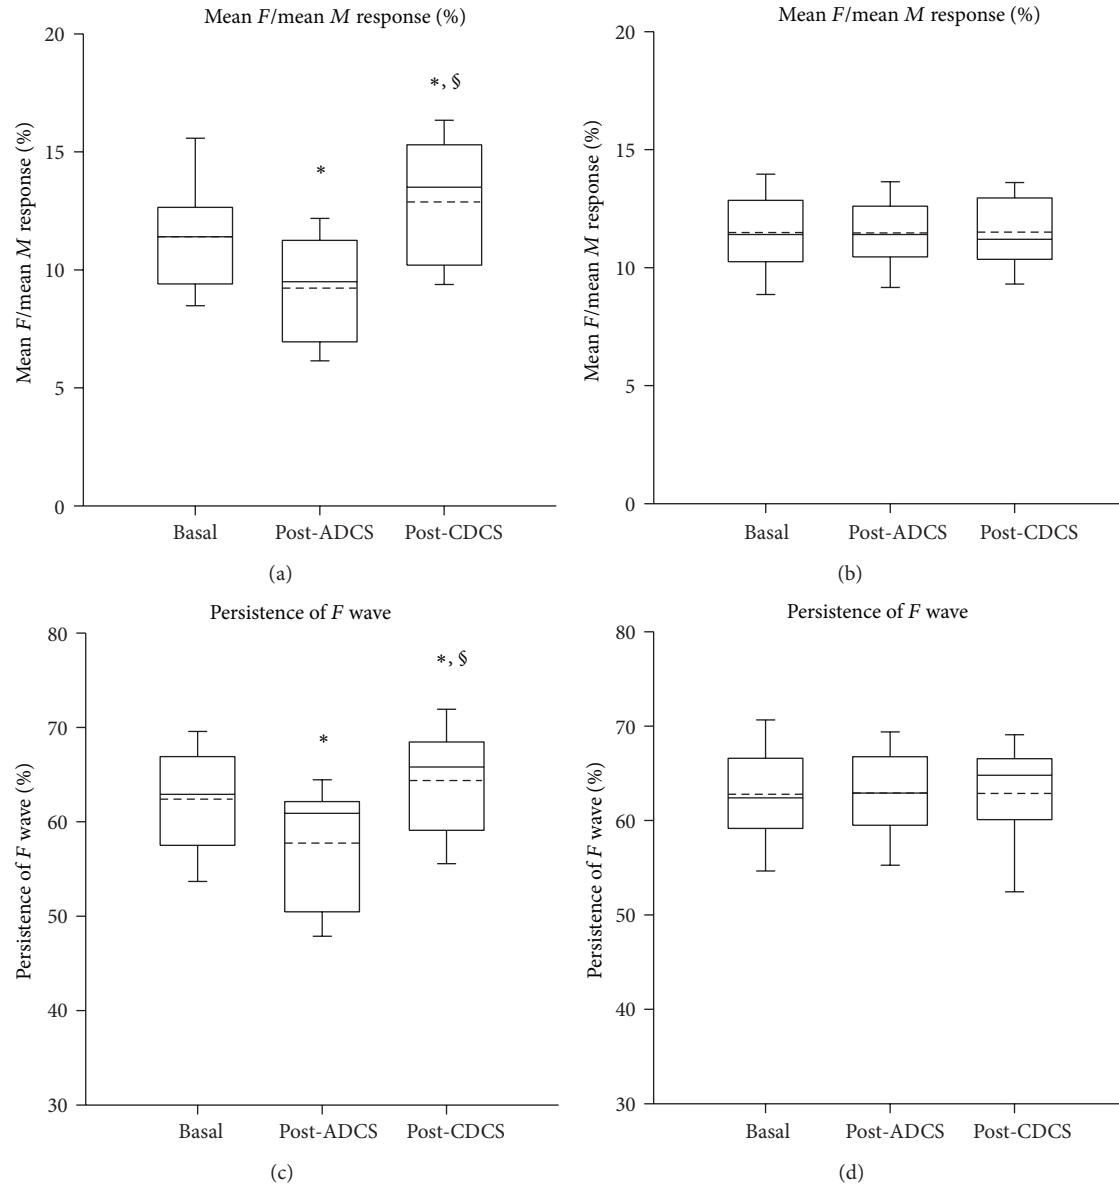 Mean F/mean M response (%)
Mean F/mean M response (%)
20
15
10
5
0
*
*, §
Basal
Post-ADCS
Post-CDCS
(a)
Mean F/mean M response (%)
Mean F/mean M response (%)
20
15
10
5
0
Basal
Post-ADCS
Post-CDCS
(b)
Persistence of F wave
Persistence of F wave (%)
80
70
60
50
40
30
*
*, §
Basal
Post-ADCS
Post-CDCS
(c)
Persistence of F wave
Persistence of F wave (%)
80
70
60
50
40
30
Basal
Post-ADCS
Post-CDCS
(d)